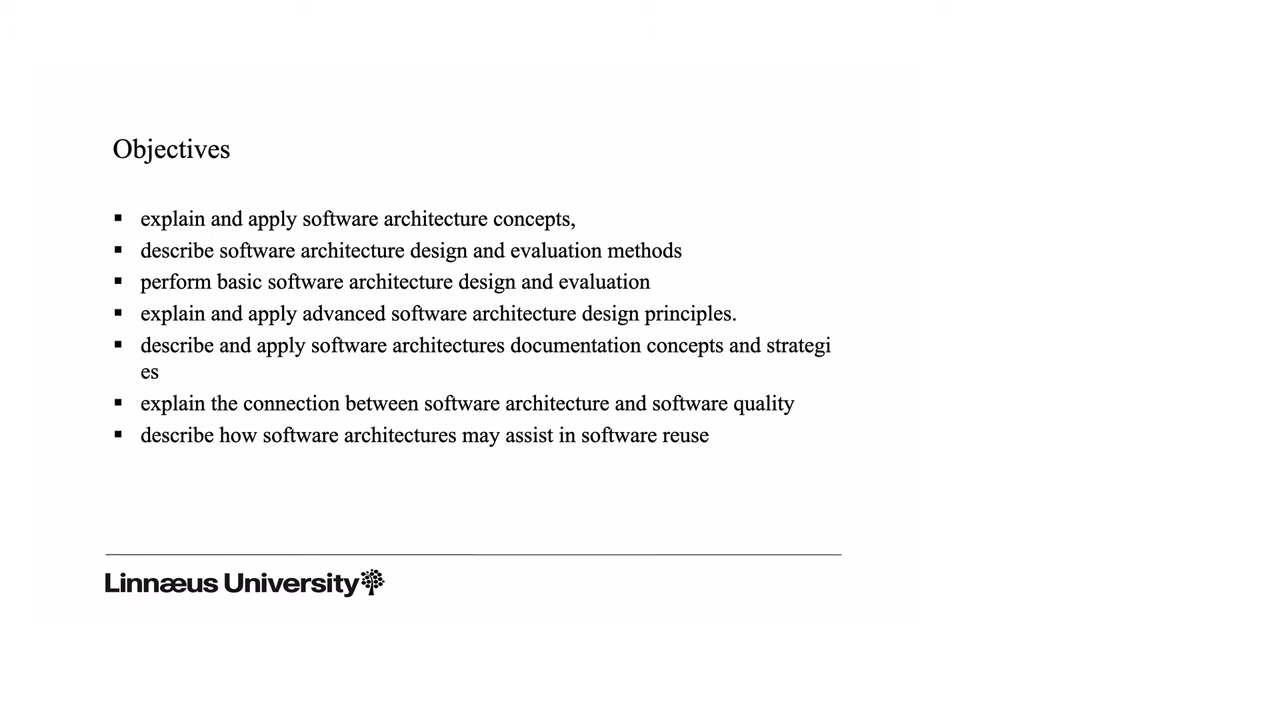 Objectives
▪ explain and apply software architecture concepts,
▪ describe software architecture design and evaluation methods
▪ perform basic software architecture design and evaluation
▪ explain and apply advanced software architecture design principles.
▪ describe and apply software architectures documentation concepts and strategi
es
▪ explain the connection between software architecture and software quality
▪ describe how software architectures may assist in software reuse
Linnæus University